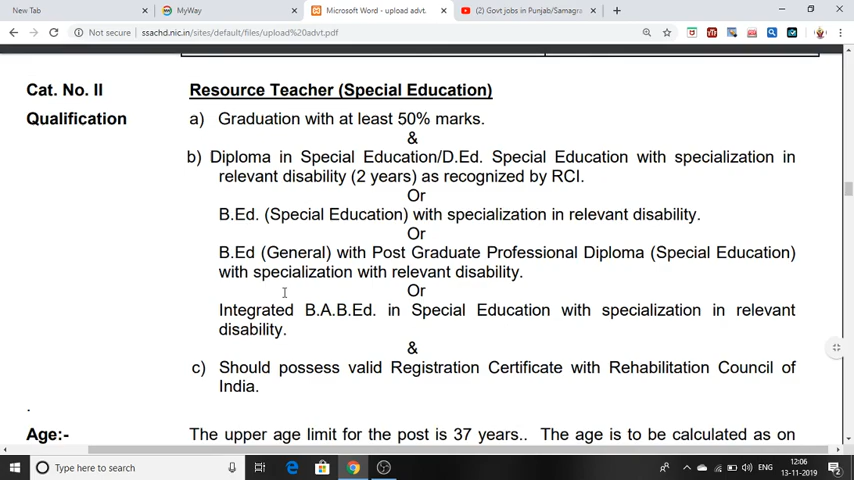 New Tab
MyWay
Microsoft Word - upload advt.
(2) Govt jobs in Punjab/Samagra
Not secure
ssachd.nic.in/sites/default/files/upload%20advt.pdf
Cat. No. II Resource Teacher (Special Education)
Qualification a) Graduation with at least 50% marks.
&
b) Diploma in Special Education/D.Ed. Special Education with specialization in
relevant disability (2 years) as recognized by RCI.
Or
B.Ed. (Special Education) with specialization in relevant disability.
Or
B.Ed (General) with Post Graduate Professional Diploma (Special Education)
with specialization with relevant disability.
Or
Integrated B.A.B.Ed. in Special Education with specialization in relevant
disability.
&
c) Should possess valid Registration Certificate with Rehabilitation Council of
India.
.
Age:- The upper age limit for the post is 37 years.. The age is to be calculated as on
Type here to search
ENG
12:06
13-11-2019
2